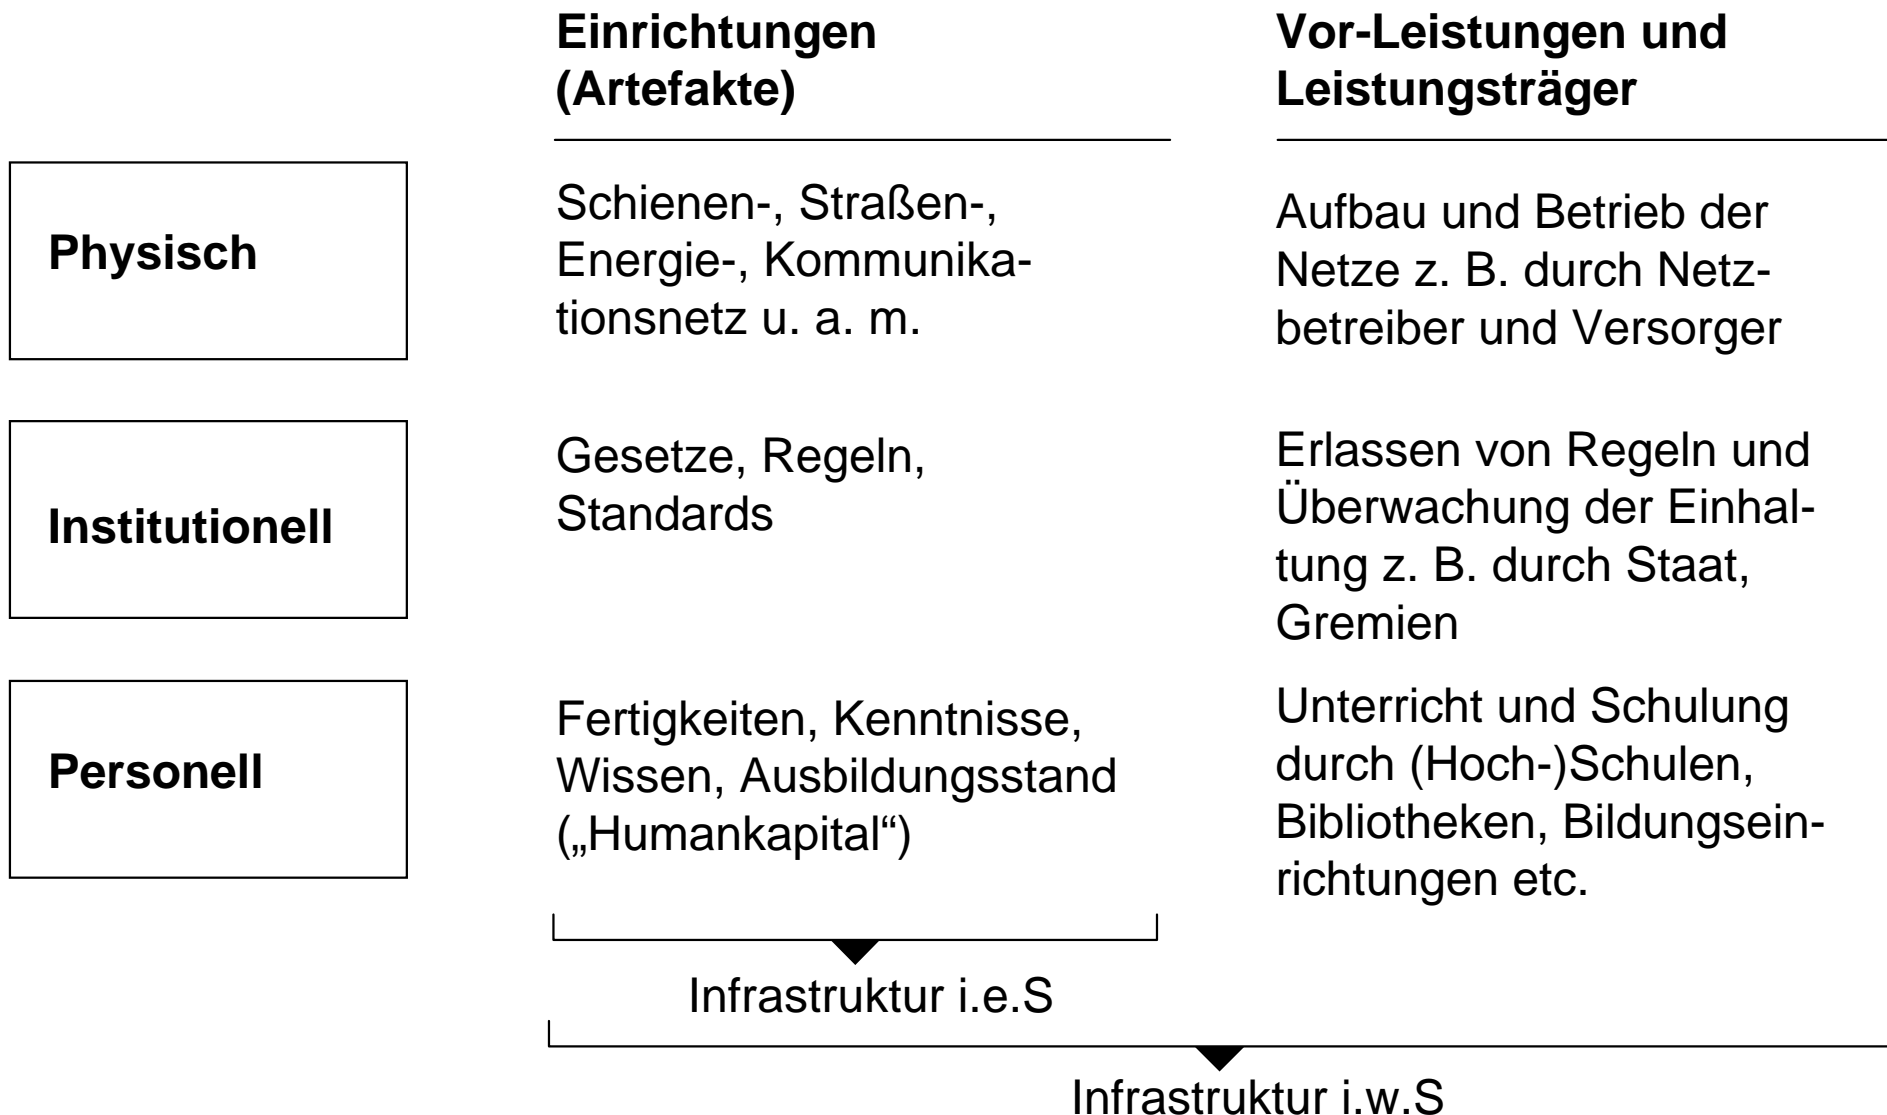 Einrichtungen
(Artefakte)
Vor-Leistungen und
Leistungsträger
Physisch
Schienen-, Straßen-,
Energie-, Kommunika-
tionsnetz u. a. m.
Aufbau und Betrieb der
Netze z. B. durch Netz-
betreiber und Versorger
Institutionell
Gesetze, Regeln,
Standards
Erlassen von Regeln und
Überwachung der Einhal-
tung z. B. durch Staat,
Gremien
Personell
Fertigkeiten, Kenntnisse,
Wissen, Ausbildungsstand
(„Humankapital“)
Unterricht und Schulung
durch (Hoch-)Schulen,
Bibliotheken, Bildungsein-
richtungen etc.
Infrastruktur i.e.S
Infrastruktur i.w.S